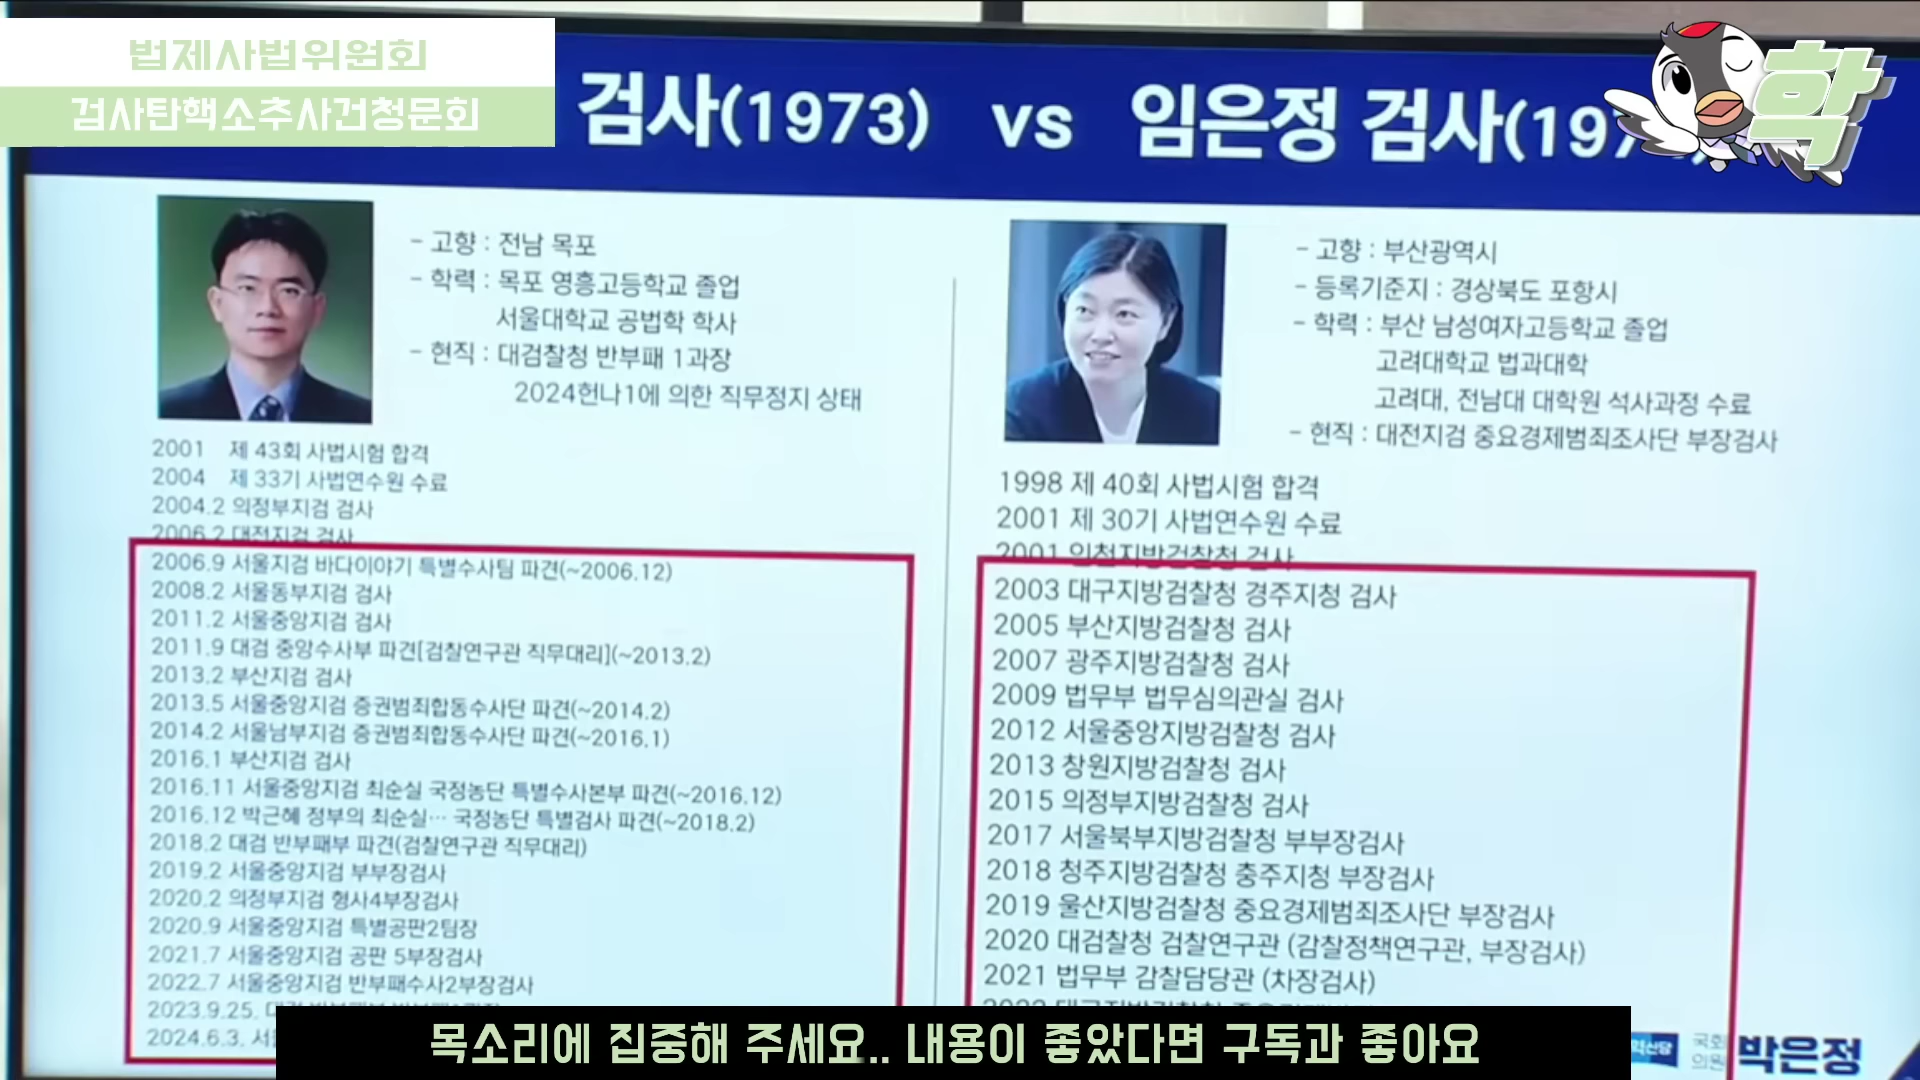 법제사법위원회
검사탄핵소추사건청문회
검사(1973) vs 임은정 검사(197
학
- 고향 : 전남 목포
- 학력 : 목포 영흥고등학교 졸업
서울대학교 공법학 학사
- 현직 : 대검찰청 반부패 1과장
2024헌나1에 의한 직무정지 상태
2001 제 43회 사법시험 합격
2004 제 33기 사법연수원 수료
2004.2 의정부지검 검사
2006.2 대전지검 검사
2006.9 서울지검 바다이야기 특별수사팀 파견(~2006.12)
2008.2 서울동부지검 검사
2011.2 서울중앙지검 검사
2011.9 대검 중앙수사부 파견[검찰연구관 직무대리](~2013.2)
2013.2 부산지검 검사
2013.5 서울중앙지검 증권범죄합동수사단 파견(~2014.2)
2014.2 서울남부지검 증권범죄합동수사단 파견(~2016.1)
2016.1 부산지검 검사
2016.11 서울중앙지검 최순실 국정농단 특별수사본부 파견(~2016.12)
2016.12 박근혜 정부의 최순실… 국정농단 특별검사 파견(~2018.2)
2018.2 대검 반부패부 파견(검찰연구관 직무대리)
2019.2 서울중앙지검 부부장검사
2020.2 의정부지검 형사4부장검사
2020.9 서울중앙지검 특별공판2팀장
2021.7 서울중앙지검 공판 5부장검사
2022.7 서울중앙지검 반부패수사2부장검사
2023.9.25.
2024.6.3.
- 고향 : 부산광역시
- 등록기준지 : 경상북도 포항시
- 학력 : 부산 남성여자고등학교 졸업
고려대학교 법과대학
고려대, 전남대 대학원 석사과정 수료
- 현직 : 대전지검 중요경제범죄조사단 부장검사
1998 제 40회 사법시험 합격
2001 제 30기 사법연수원 수료
2001 인천지방검찰청 검사
2003 대구지방검찰청 경주지청 검사
2005 부산지방검찰청 검사
2007 광주지방검찰청 검사
2009 법무부 법무심의관실 검사
2012 서울중앙지방검찰청 검사
2013 창원지방검찰청 검사
2015 의정부지방검찰청 검사
2017 서울북부지방검찰청 부부장검사
2018 청주지방검찰청 충주지청 부장검사
2019 울산지방검찰청 중요경제범죄조사단 부장검사
2020 대검찰청 검찰연구관 (감찰정책연구관, 부장검사)
2021 법무부 감찰담당관 (차장검사)
혁신당 국회의원 박은정
목소리에 집중해 주세요.. 내용이 좋았다면 구독과 좋아요